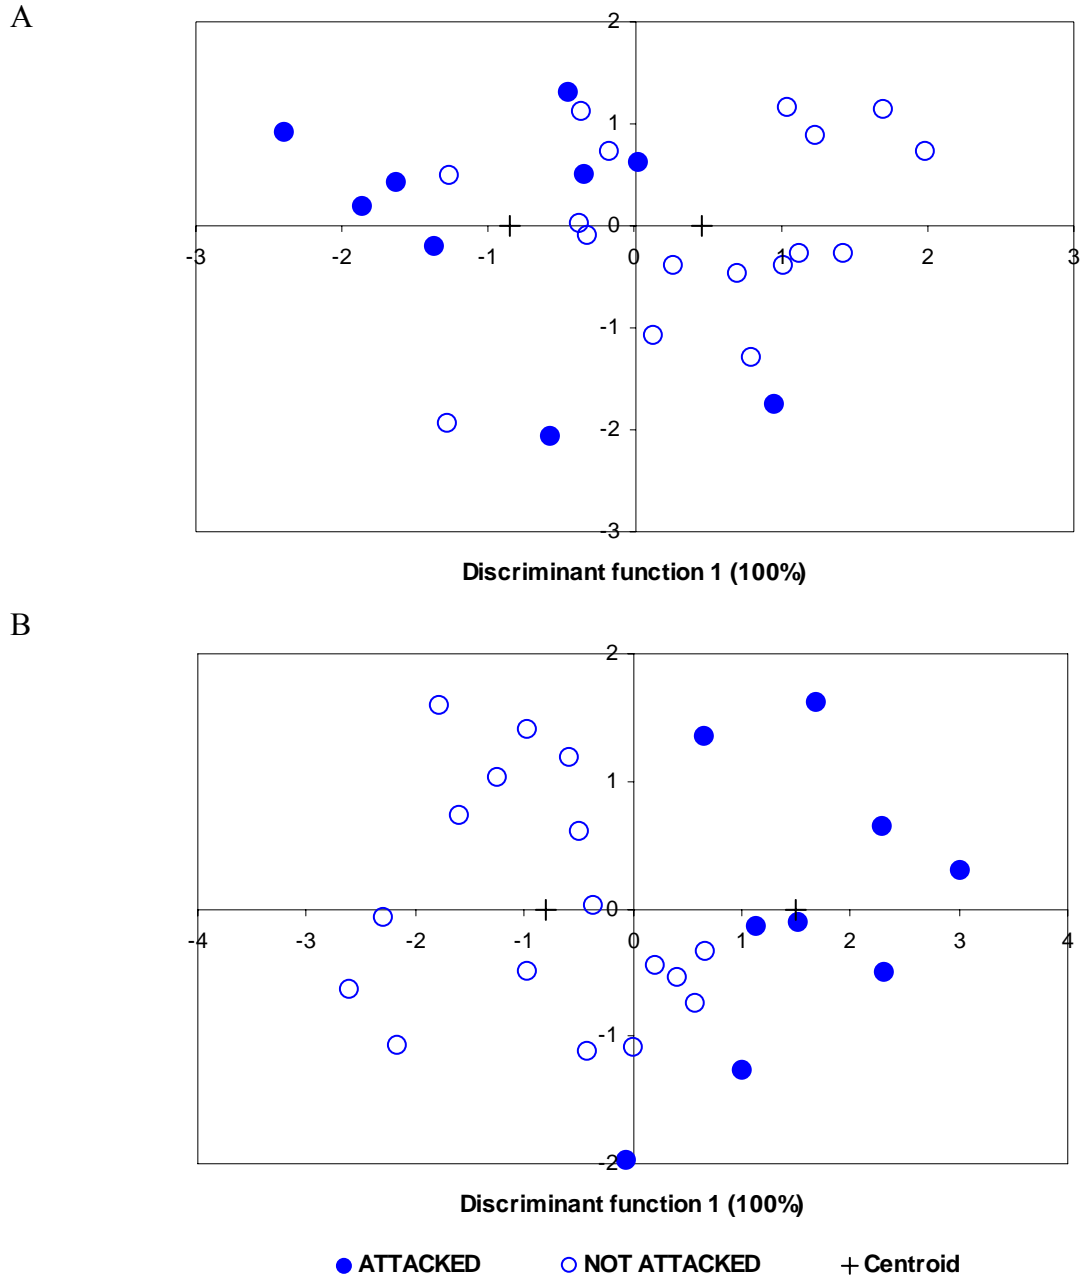 A
2
1
0
-3 -2 -1 0 1 2 3
-1
-2
-3
Discriminant function 1 (100%)
B
2
1
0
-4 -3 -2 -1 0 1 2 3 4
-1
-2
Discriminant function 1 (100%)
ATTACKED NOT ATTACKED Centroid